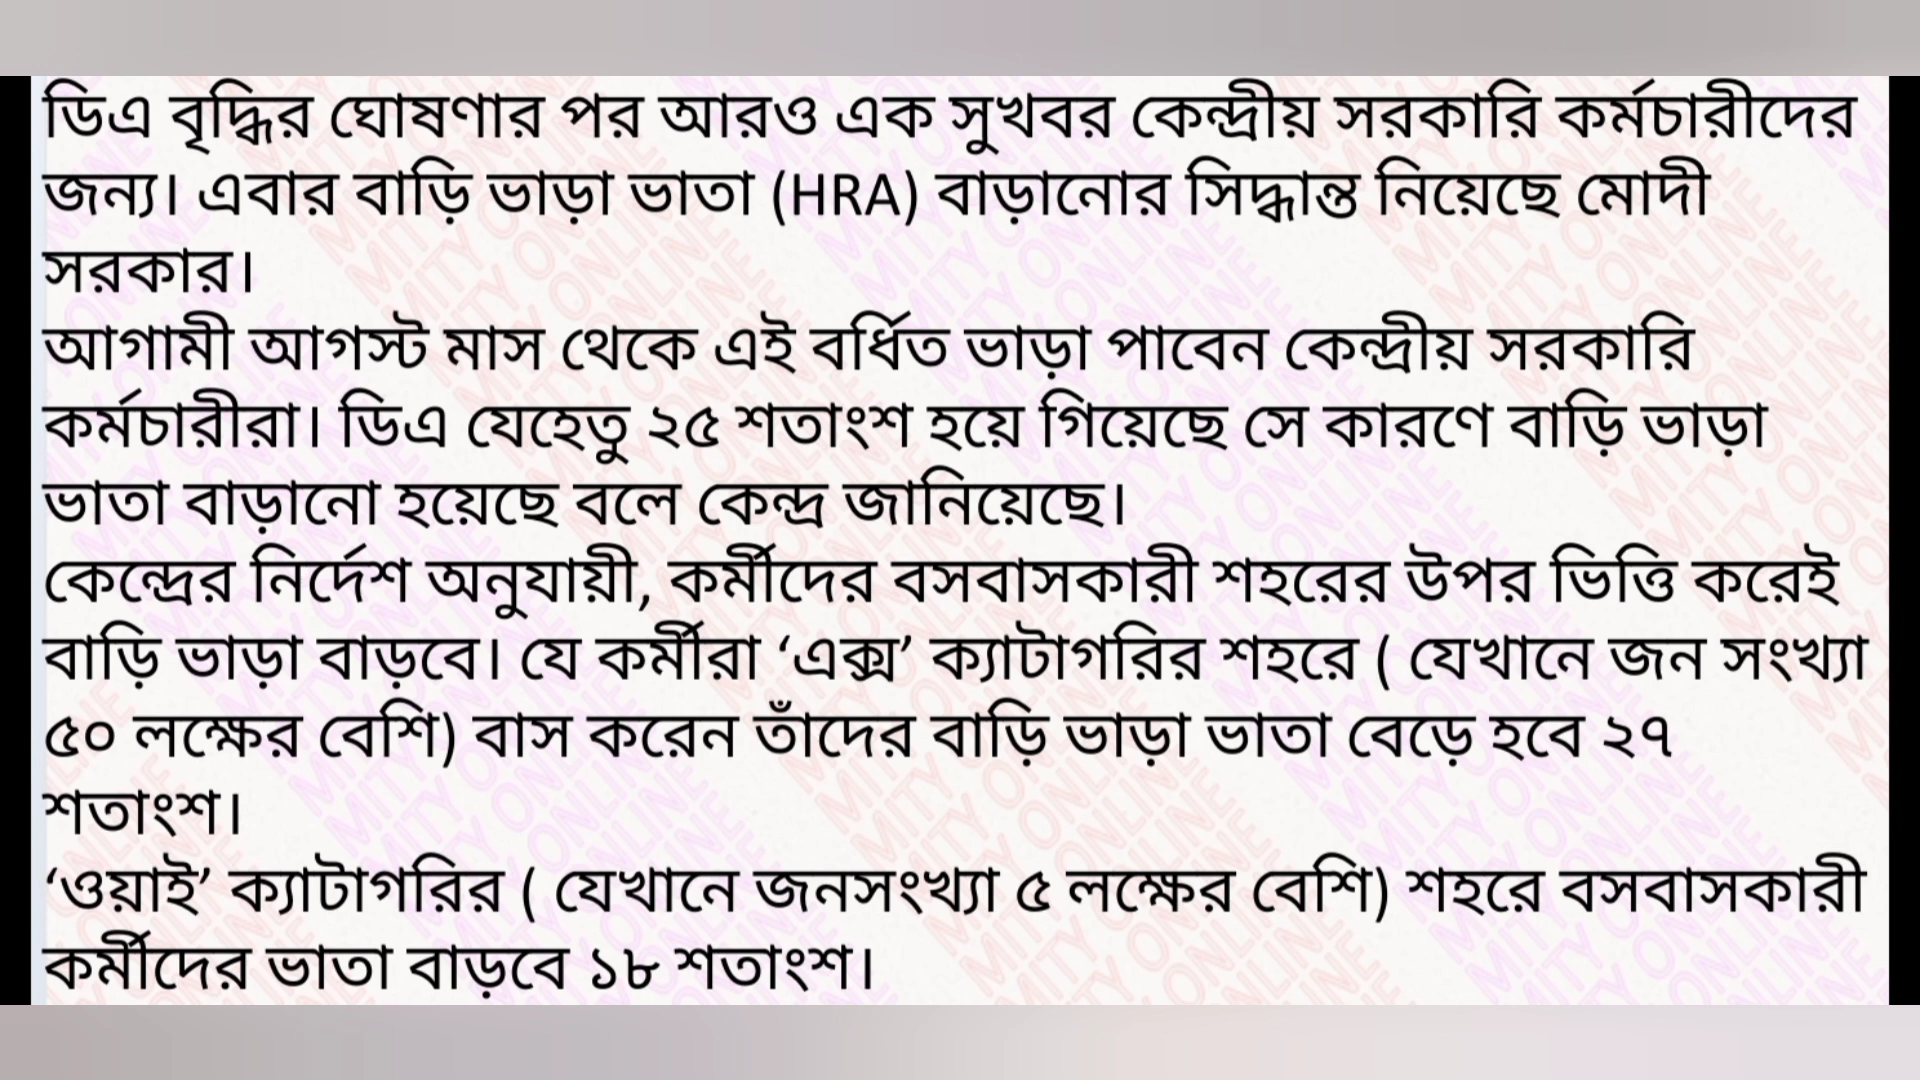 ডিএ বৃদ্ধির ঘোষণার পর আরও এক সুখবর কেন্দ্রীয় সরকারি কর্মচারীদের
জন্য। এবার বাড়ি ভাড়া ভাতা (HRA) বাড়ানোর সিদ্ধান্ত নিয়েছে মোদী
সরকার।
আগামী আগস্ট মাস থেকে এই বর্ধিত ভাড়া পাবেন কেন্দ্রীয় সরকারি
কর্মচারীরা। ডিএ যেহেতু ২৫ শতাংশ হয়ে গিয়েছে সে কারণে বাড়ি ভাড়া
ভাতা বাড়ানো হয়েছে বলে কেন্দ্র জানিয়েছে।
কেন্দ্রের নির্দেশ অনুযায়ী, কর্মীদের বসবাসকারী শহরের উপর ভিত্তি করেই
বাড়ি ভাড়া বাড়বে। যে কর্মীরা ‘এক্স’ ক্যাটাগরির শহরে ( যেখানে জন সংখ্যা
৫০ লক্ষের বেশি) বাস করেন তাঁদের বাড়ি ভাড়া ভাতা বেড়ে হবে ২৭
শতাংশ।
‘ওয়াই’ ক্যাটাগরির ( যেখানে জনসংখ্যা ৫ লক্ষের বেশি) শহরে বসবাসকারী
কর্মীদের ভাতা বাড়বে ১৮ শতাংশ।